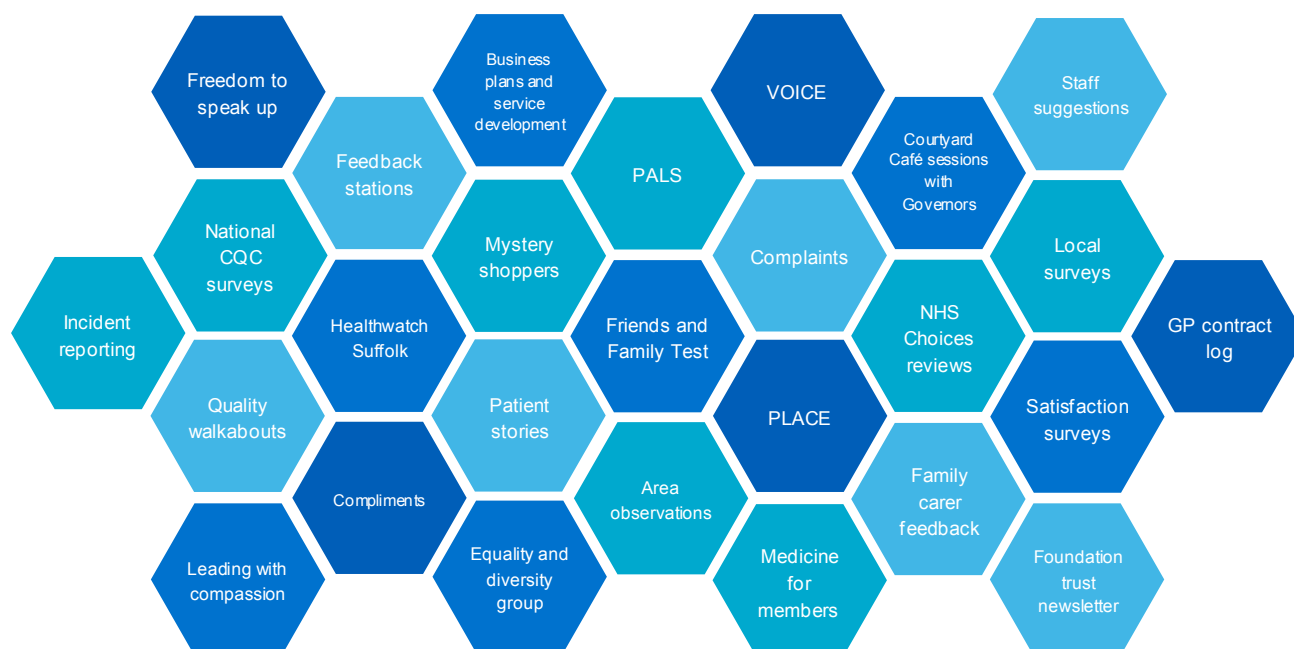 Freedom to
speak up
Business
plans and
service
development
VOICE
Staff
suggestions
Feedback
stations
PALS
Courtyard
Café sessions
with
Governors
National
CQC
surveys
Mystery
shoppers
Complaints
Local
surveys
Incident
reporting
Healthwatch
Suffolk
Friends and
Family Test
NHS
Choices
reviews
GP contract
log
Quality
walkabouts
Patient
stories
PLACE
Satisfaction
surveys
Compliments
Area
observations
Family
carer
feedback
Leading with
compassion
Equality and
diversity
group
Medicine
for
members
Foundation
trust
newsletter